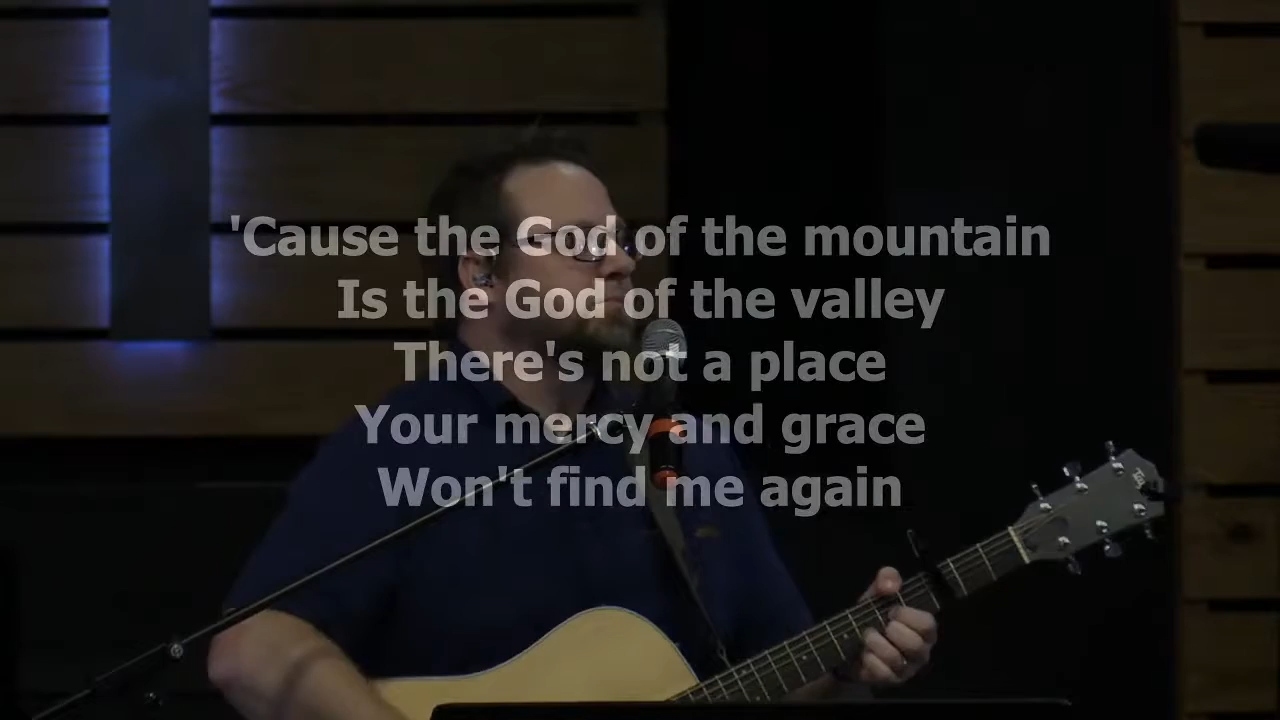 'Cause the God of the mountain
Is the God of the valley
There's not a place
Your mercy and grace
Won't find me again